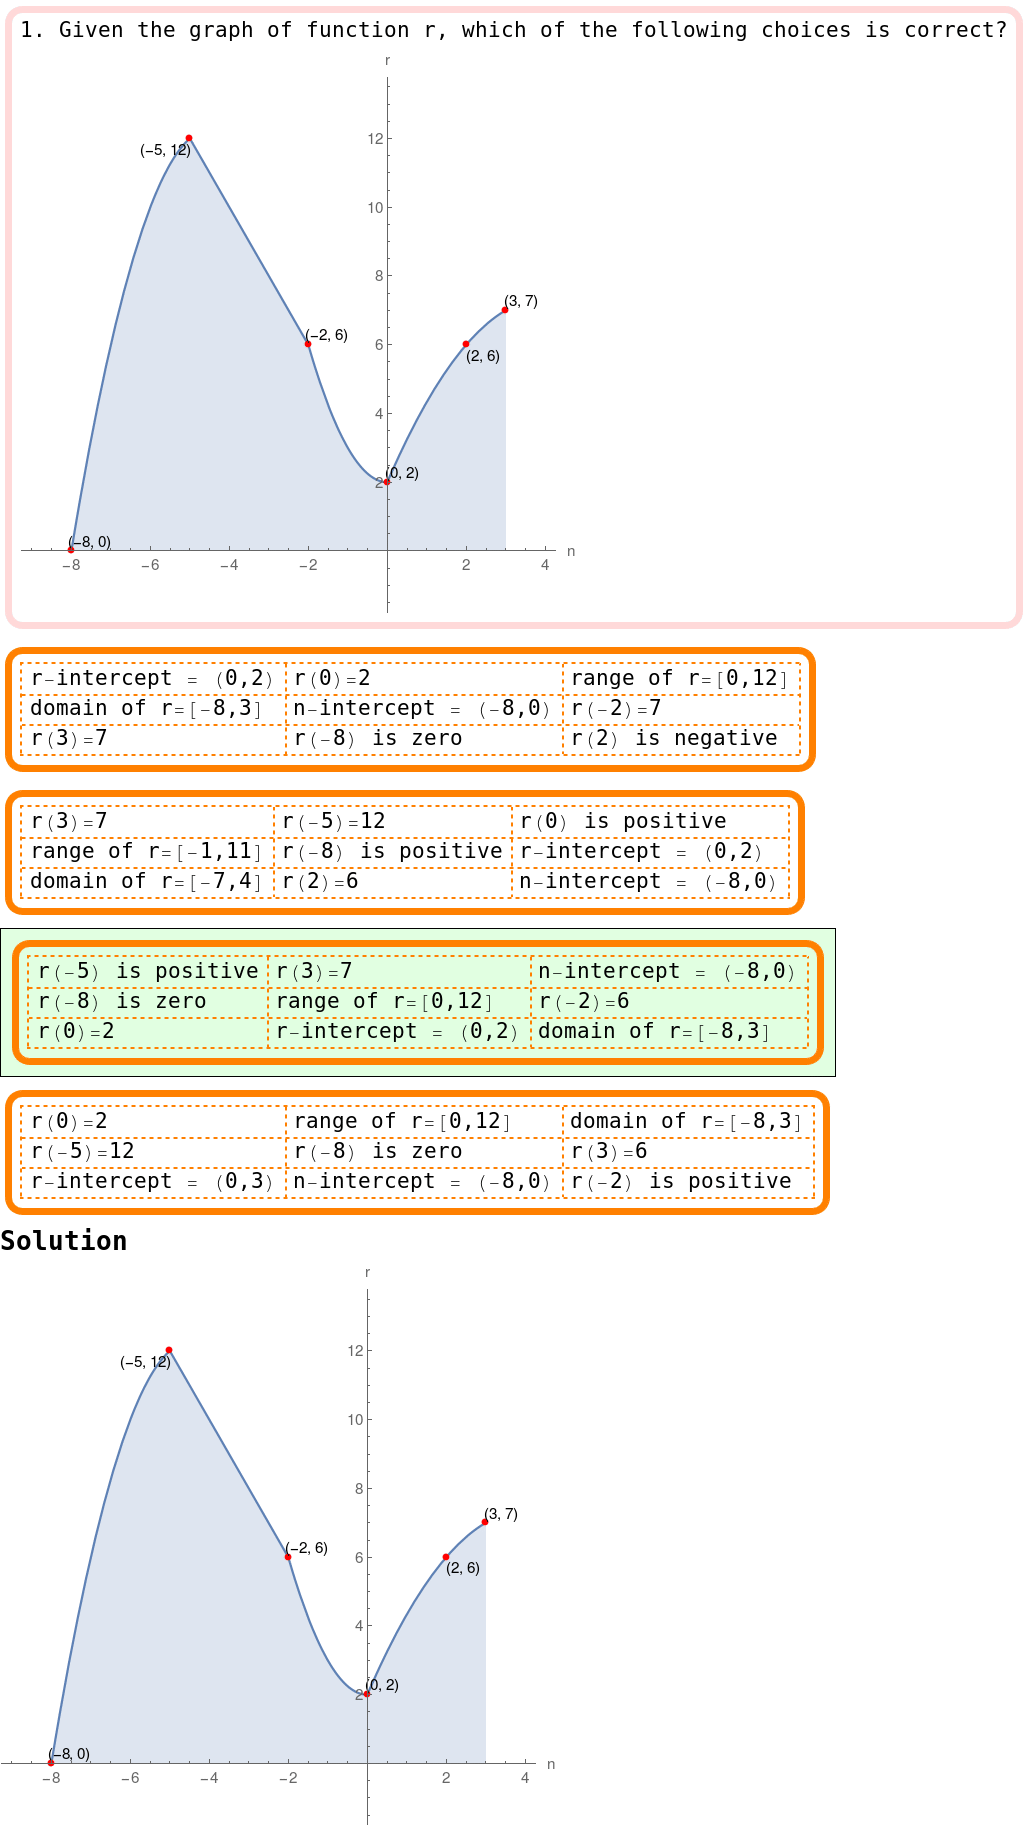 1. Given the graph of function r, which of the following choices is correct?
r
12
10
8
6
4
2
−8 −6 −4 −2 2 4 n
(−5, 12)
(3, 7)
(−2, 6)
(2, 6)
(0, 2)
(−8, 0)
r-intercept = (0,2) r(0)=2 range of r=[0,12]
domain of r=[-8,3] n-intercept = (-8,0) r(-2)=7
r(3)=7 r(-8) is zero r(2) is negative
r(3)=7 r(-5)=12 r(0) is positive
range of r=[-1,11] r(-8) is positive r-intercept = (0,2)
domain of r=[-7,4] r(2)=6 n-intercept = (-8,0)
r(-5) is positive r(3)=7 n-intercept = (-8,0)
r(-8) is zero range of r=[0,12] r(-2)=6
r(0)=2 r-intercept = (0,2) domain of r=[-8,3]
r(0)=2 range of r=[0,12] domain of r=[-8,3]
r(-5)=12 r(-8) is zero r(3)=6
r-intercept = (0,3) n-intercept = (-8,0) r(-2) is positive
Solution
r
12
10
8
6
4
2
−8 −6 −4 −2 2 4 n
(−5, 12)
(3, 7)
(−2, 6)
(2, 6)
(0, 2)
(−8, 0)